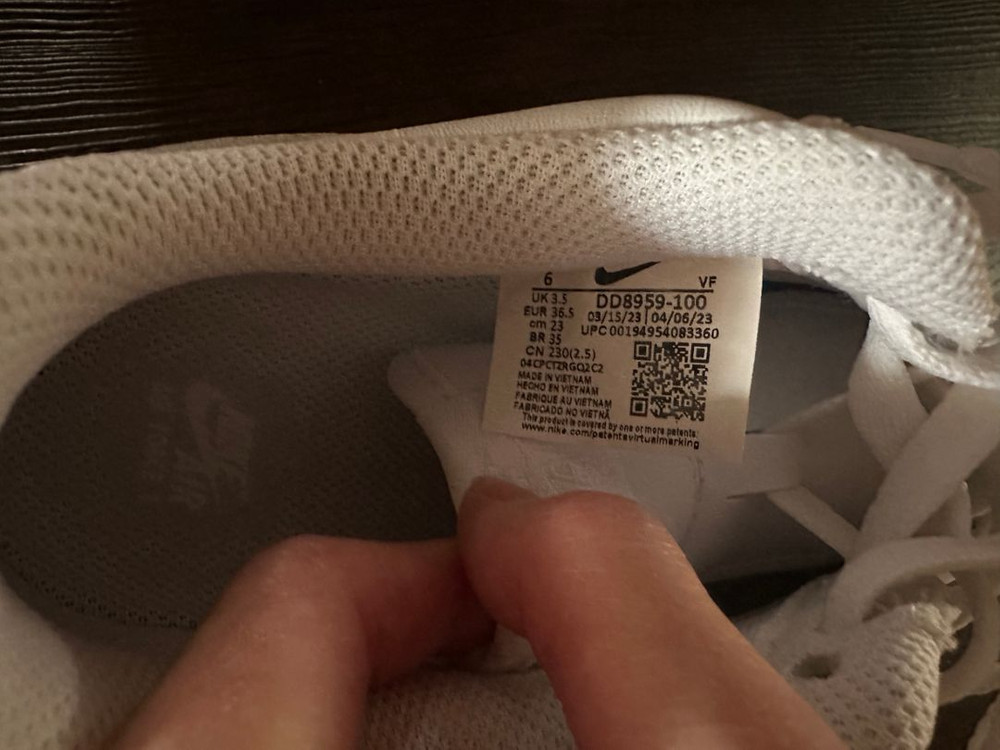 6 VF
UK 3.5 DD8959-100
EUR 36.5 03/15/23 04/06/23
cm 23 UPC 00194954083360
BR 35
CN 230(2.5)
04CPCTZRGQ2C2
MADE IN VIETNAM
HECHO EN VIETNAM
FABRIQUE AU VIETNAM
FABRICADO NO VIETNÃ
This product is covered by one or more patents:
www.nike.com/patentsvirtualmarking